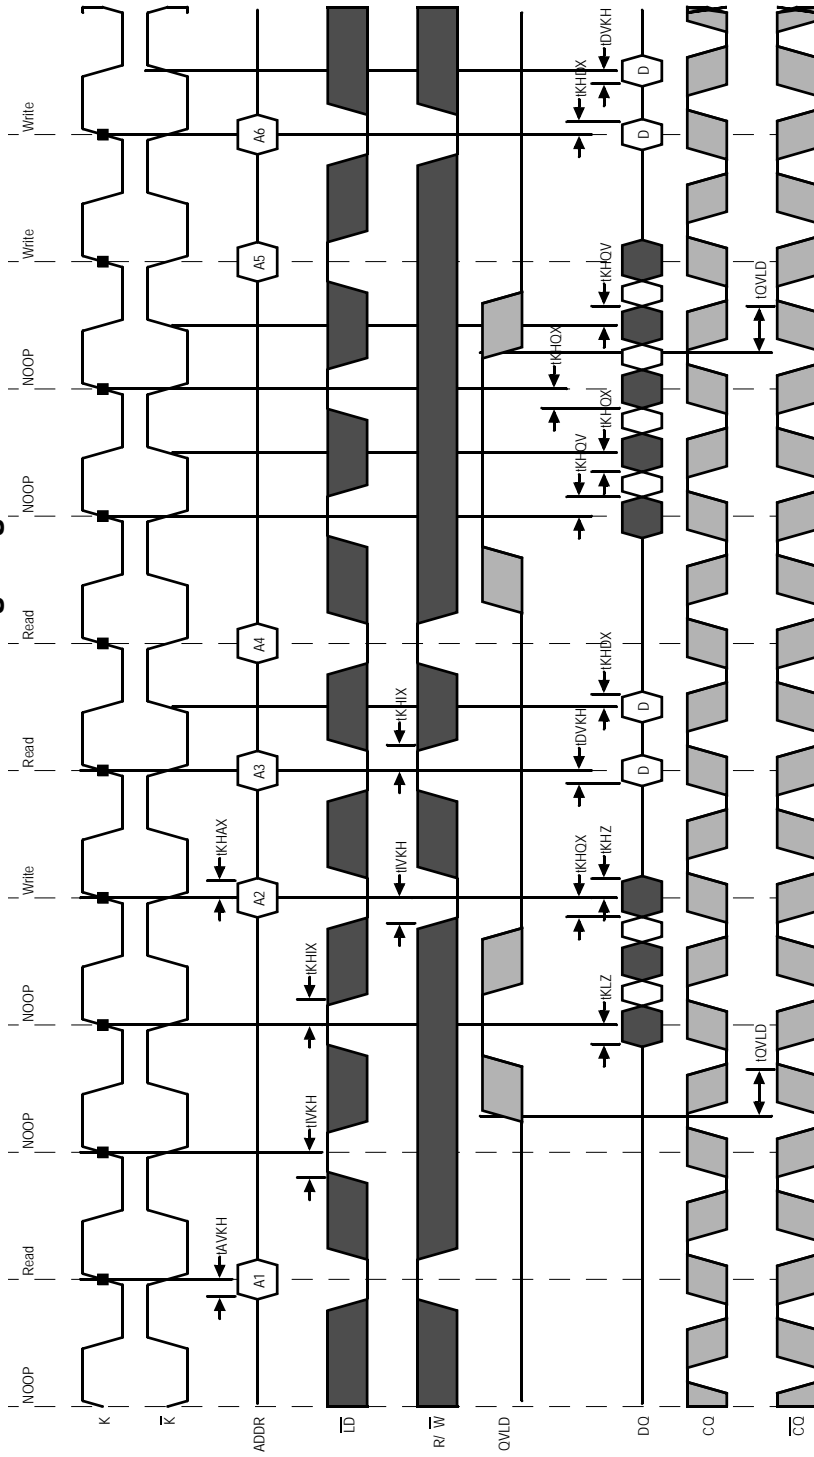 NOOP Read NOOP NOOP Write Read Read NOOP NOOP Write Write
K
K̅
tAVKH tKHAX
ADDR A1 A2 A3 A4 A5 A6
tIVKH tKHIX
L̅D̅
tIVKH tKHIX
R/ W̅
QVLD
tKHQX
tKHQX tDVKH tKHQV tKHDX
tKLZ tKHZ tKHDX tKHQX tKHQV tDVKH
DQ D D D D
CQ
tQVLD tQVLD
C̅Q̅